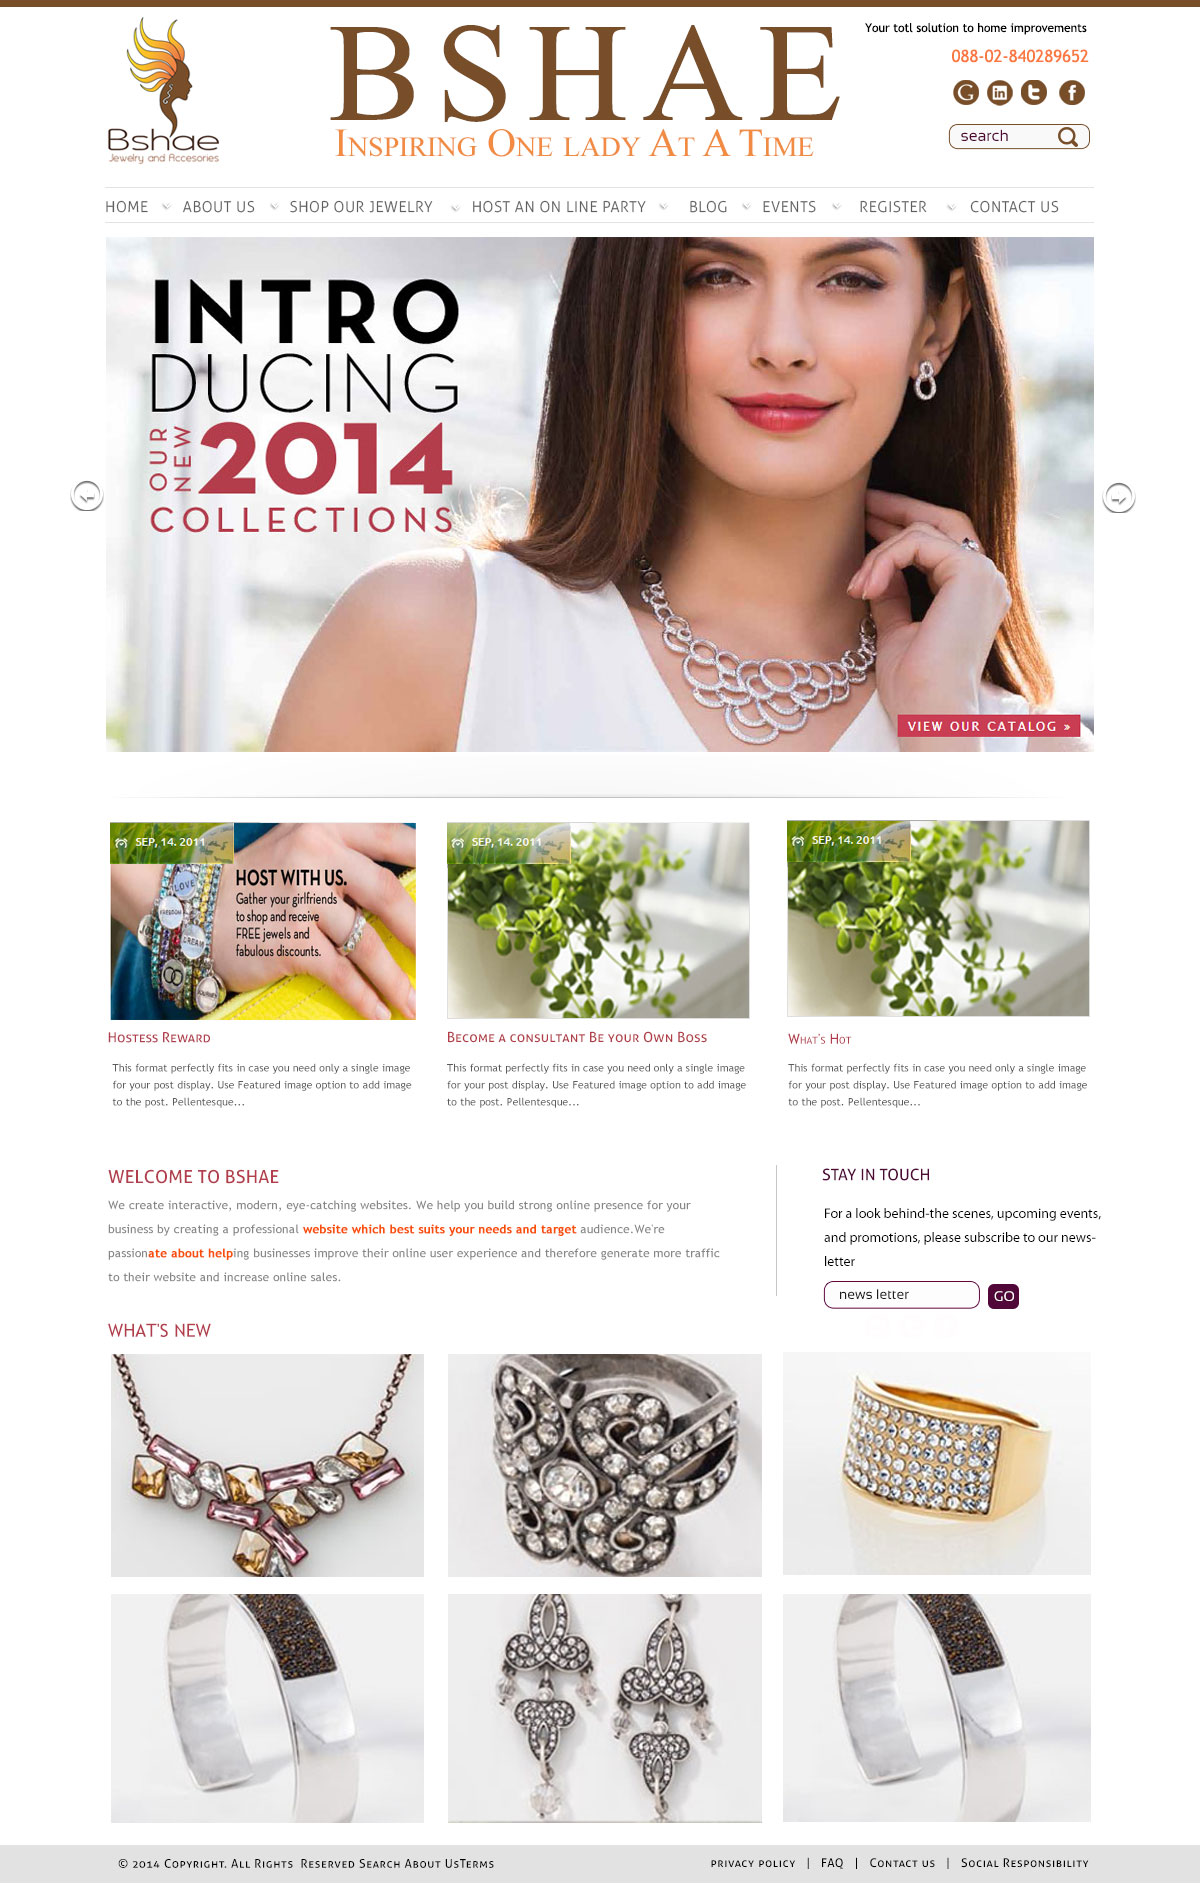 Bshae
Jewelry and Accesories
BSHAE
Inspiring One lady At A Time
Your totl solution to home improvements
088-02-840289652
search
HOME ABOUT US SHOP OUR JEWELRY HOST AN ON LINE PARTY BLOG EVENTS REGISTER CONTACT US
INTRO
DUCING
OUR NEW 2014
COLLECTIONS
VIEW OUR CATALOG »
SEP, 14. 2011
HOST WITH US.
Gather your girlfriends
to shop and receive
FREE jewels and
fabulous discounts.
LOVE
FREEDOM
DREAM
JOURNEY
Hostess Reward
This format perfectly fits in case you need only a single image
for your post display. Use Featured image option to add image
to the post. Pellentesque...
SEP, 14. 2011
Become a consultant Be your Own Boss
This format perfectly fits in case you need only a single image
for your post display. Use Featured image option to add image
to the post. Pellentesque...
SEP, 14. 2011
What's Hot
This format perfectly fits in case you need only a single image
for your post display. Use Featured image option to add image
to the post. Pellentesque...
WELCOME TO BSHAE
We create interactive, modern, eye-catching websites. We help you build strong online presence for your
business by creating a professional website which best suits your needs and target audience.We're
passionate about helping businesses improve their online user experience and therefore generate more traffic
to their website and increase online sales.
STAY IN TOUCH
For a look behind-the scenes, upcoming events,
and promotions, please subscribe to our news-
letter
news letter GO
WHAT'S NEW
© 2014 Copyright. All Rights Reserved Search About UsTerms
privacy policy | FAQ | Contact us | Social Responsibility